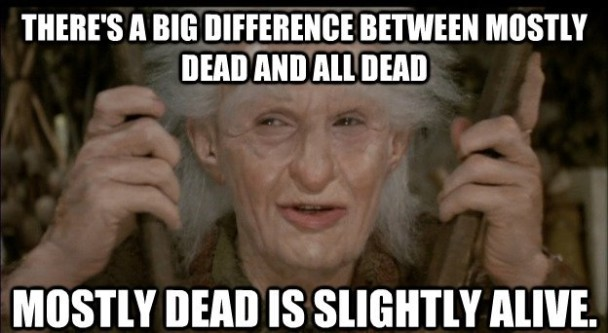 THERE'S A BIG DIFFERENCE BETWEEN MOSTLY
DEAD AND ALL DEAD
MOSTLY DEAD IS SLIGHTLY ALIVE.